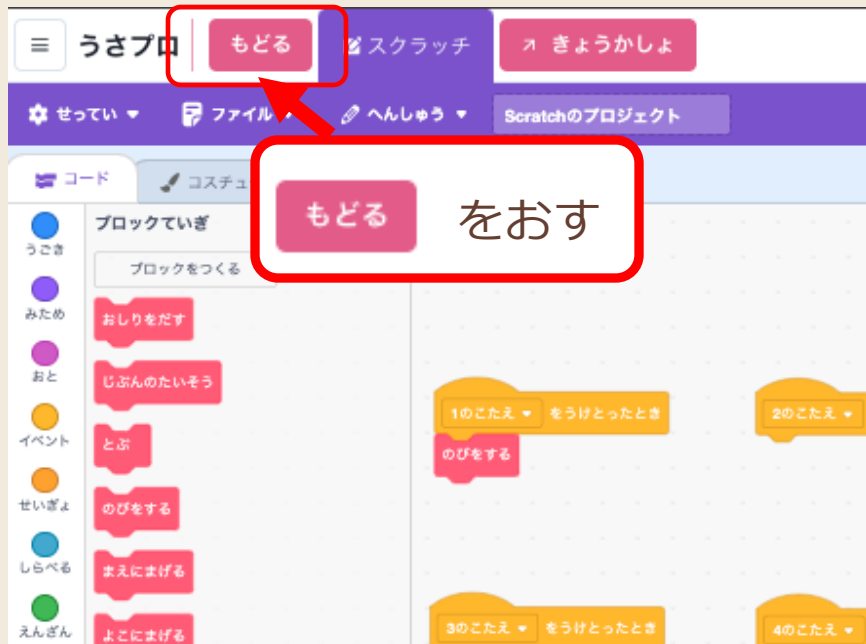 うさプロ もどる スクラッチ きょうかしょ
せってい ファイル へんしゅう Scratchのプロジェクト
コード
もどる をおす
うごき
みため
おと
イベント
せいぎょ
しらべる
えんざん
ブロックていぎ
ブロックをつくる
おしりをだす
じぶんのたいそう
とぶ
のびをする
まえにまげる
よこにまげる
1のこたえ をうけとったとき
のびをする
2のこたえ
3のこたえ をうけとったとき
4のこたえ